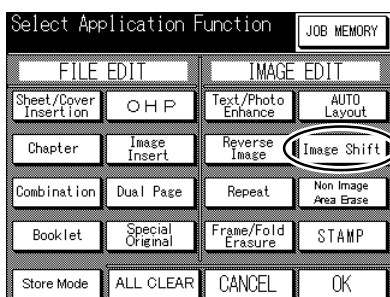 Select Application Function
JOB MEMORY
FILE EDIT
IMAGE EDIT
Sheet/Cover
Insertion
OHP
Text/Photo
Enhance
AUTO
Layout
Chapter
Image
Insert
Reverse
Image
Image Shift
Combination
Dual Page
Repeat
Non Image
Area Erase
Booklet
Special
Original
Frame/Fold
Erasure
STAMP
Store Mode
ALL CLEAR
CANCEL
OK